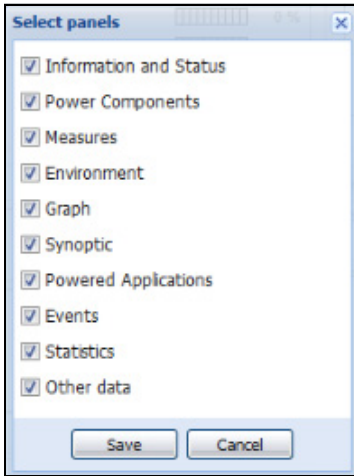 Select panels
0 %
Information and Status
Power Components
Measures
Environment
Graph
Synoptic
Powered Applications
Events
Statistics
Other data
Save Cancel